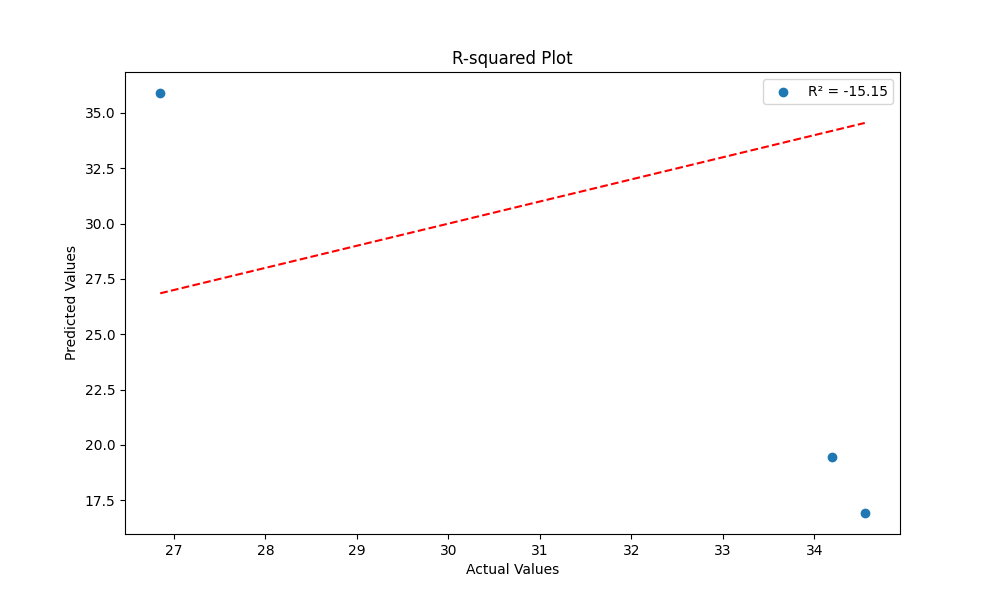 R-squared Plot
R² = -15.15
Predicted Values
35.0
32.5
30.0
27.5
25.0
22.5
20.0
17.5
27 28 29 30 31 32 33 34
Actual Values